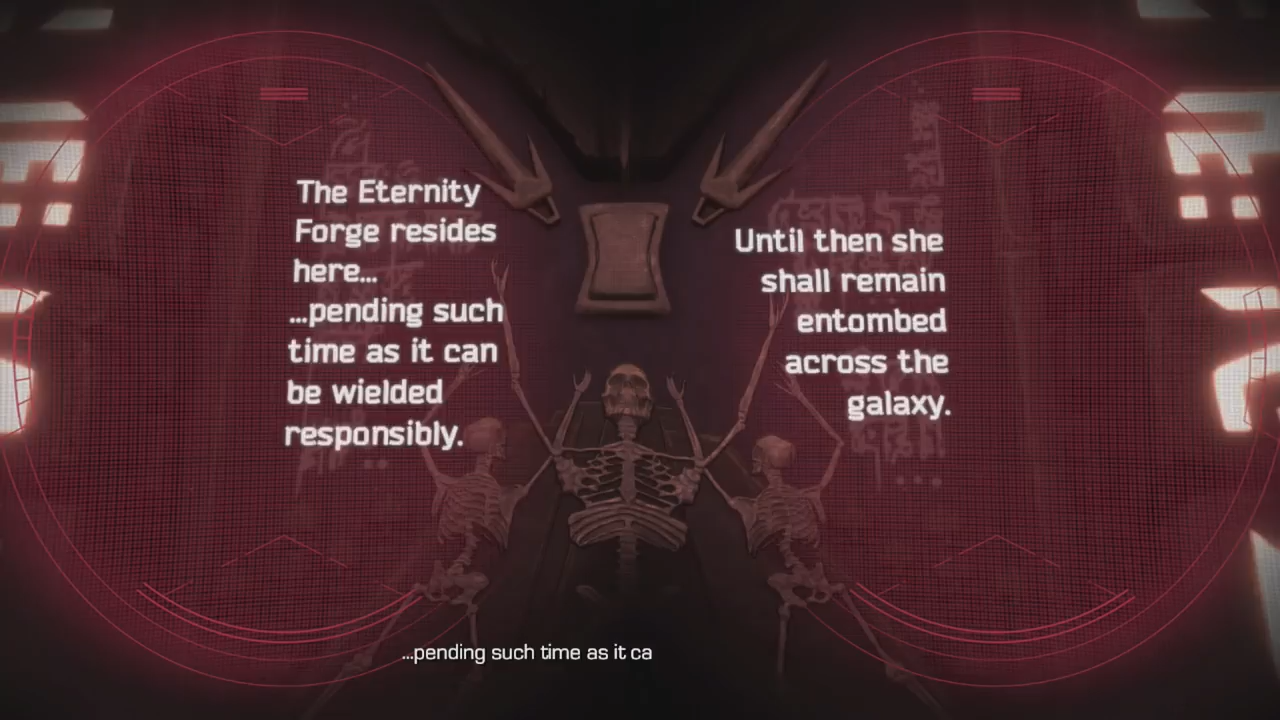 The Eternity
Forge resides
here...
...pending such
time as it can
be wielded
responsibly.
Until then she
shall remain
entombed
across the
galaxy.
...pending such time as it ca